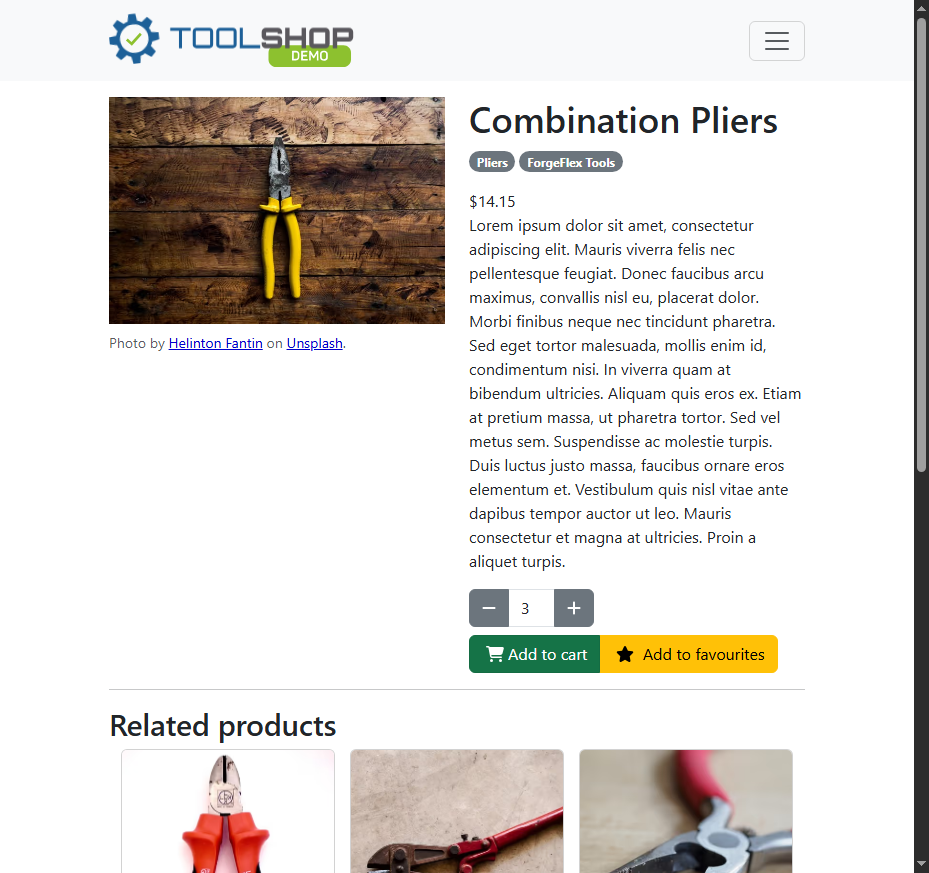 TOOLSHOP
DEMO
Combination Pliers
Pliers ForgeFlex Tools
$14.15
Lorem ipsum dolor sit amet, consectetur
adipiscing elit. Mauris viverra felis nec
pellentesque feugiat. Donec faucibus arcu
maximus, convallis nisl eu, placerat dolor.
Morbi finibus neque nec tincidunt pharetra.
Sed eget tortor malesuada, mollis enim id,
condimentum nisi. In viverra quam at
bibendum ultricies. Aliquam quis eros ex. Etiam
at pretium massa, ut pharetra tortor. Sed vel
metus sem. Suspendisse ac molestie turpis.
Duis luctus justo massa, faucibus ornare eros
elementum et. Vestibulum quis nisl vitae ante
dapibus tempor auctor ut leo. Mauris
consectetur et magna at ultricies. Proin a
aliquet turpis.
Photo by Helinton Fantin on Unsplash.
3
Add to cart Add to favourites
Related products